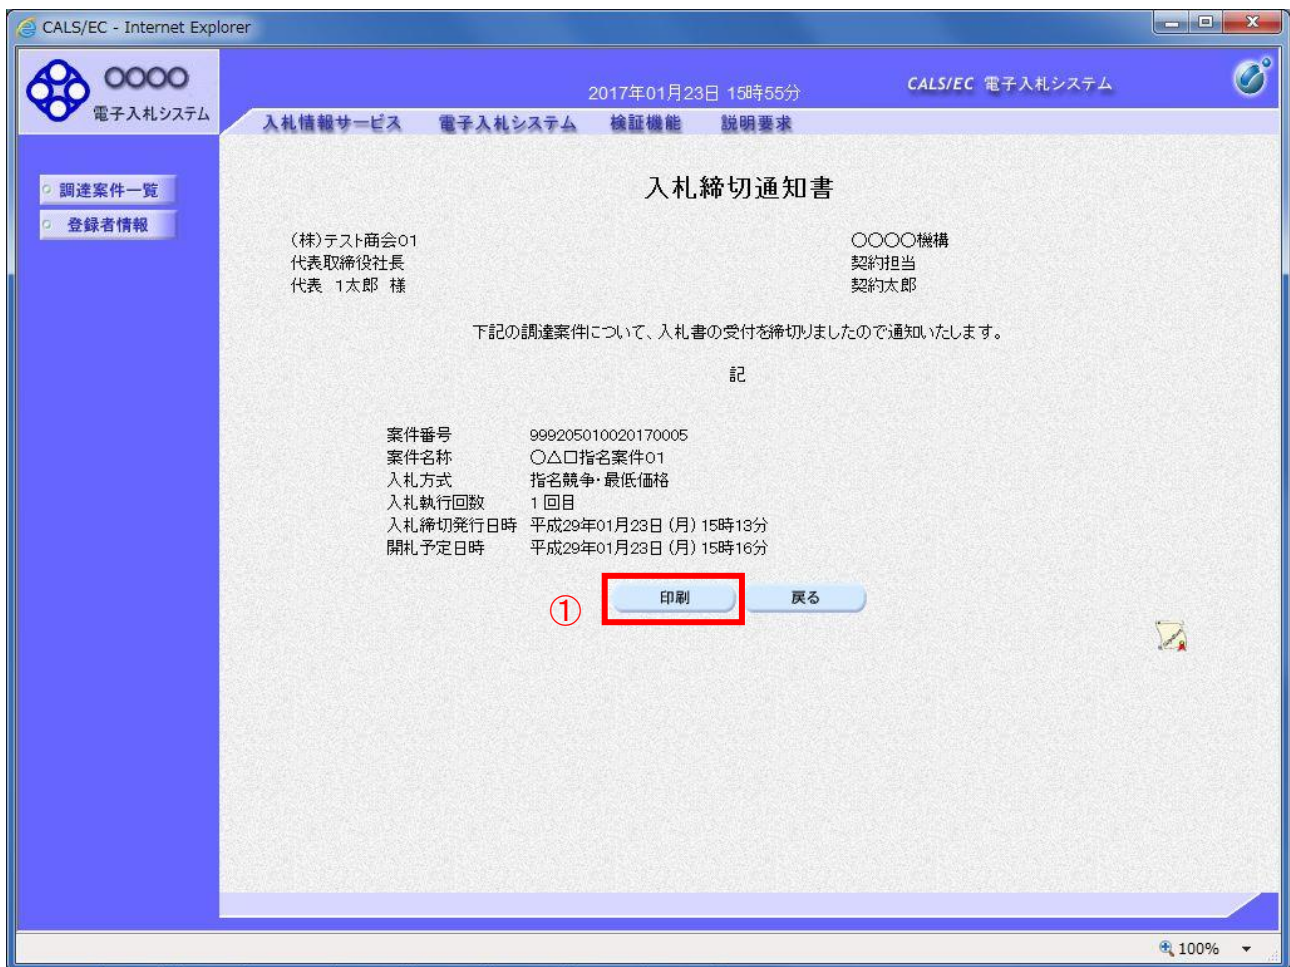 CALS/EC - Internet Explorer
〇〇〇〇
電子入札システム
2017年01月23日 15時55分
CALS/EC 電子入札システム
入札情報サービス 電子入札システム 検証機能 説明要求
調達案件一覧
登録者情報
入札締切通知書
(株)テスト商会01
代表取締役社長
代表 1太郎 様
〇〇〇〇機構
契約担当
契約太郎
下記の調達案件について、入札書の受付を締切りましたので通知いたします。
記
案件番号 999205010020170005
案件名称 〇△口指名案件01
入札方式 指名競争・最低価格
入札執行回数 1 回目
入札締切発行日時 平成29年01月23日 (月) 15時13分
開札予定日時 平成29年01月23日 (月) 15時16分
① 印刷 戻る
100%